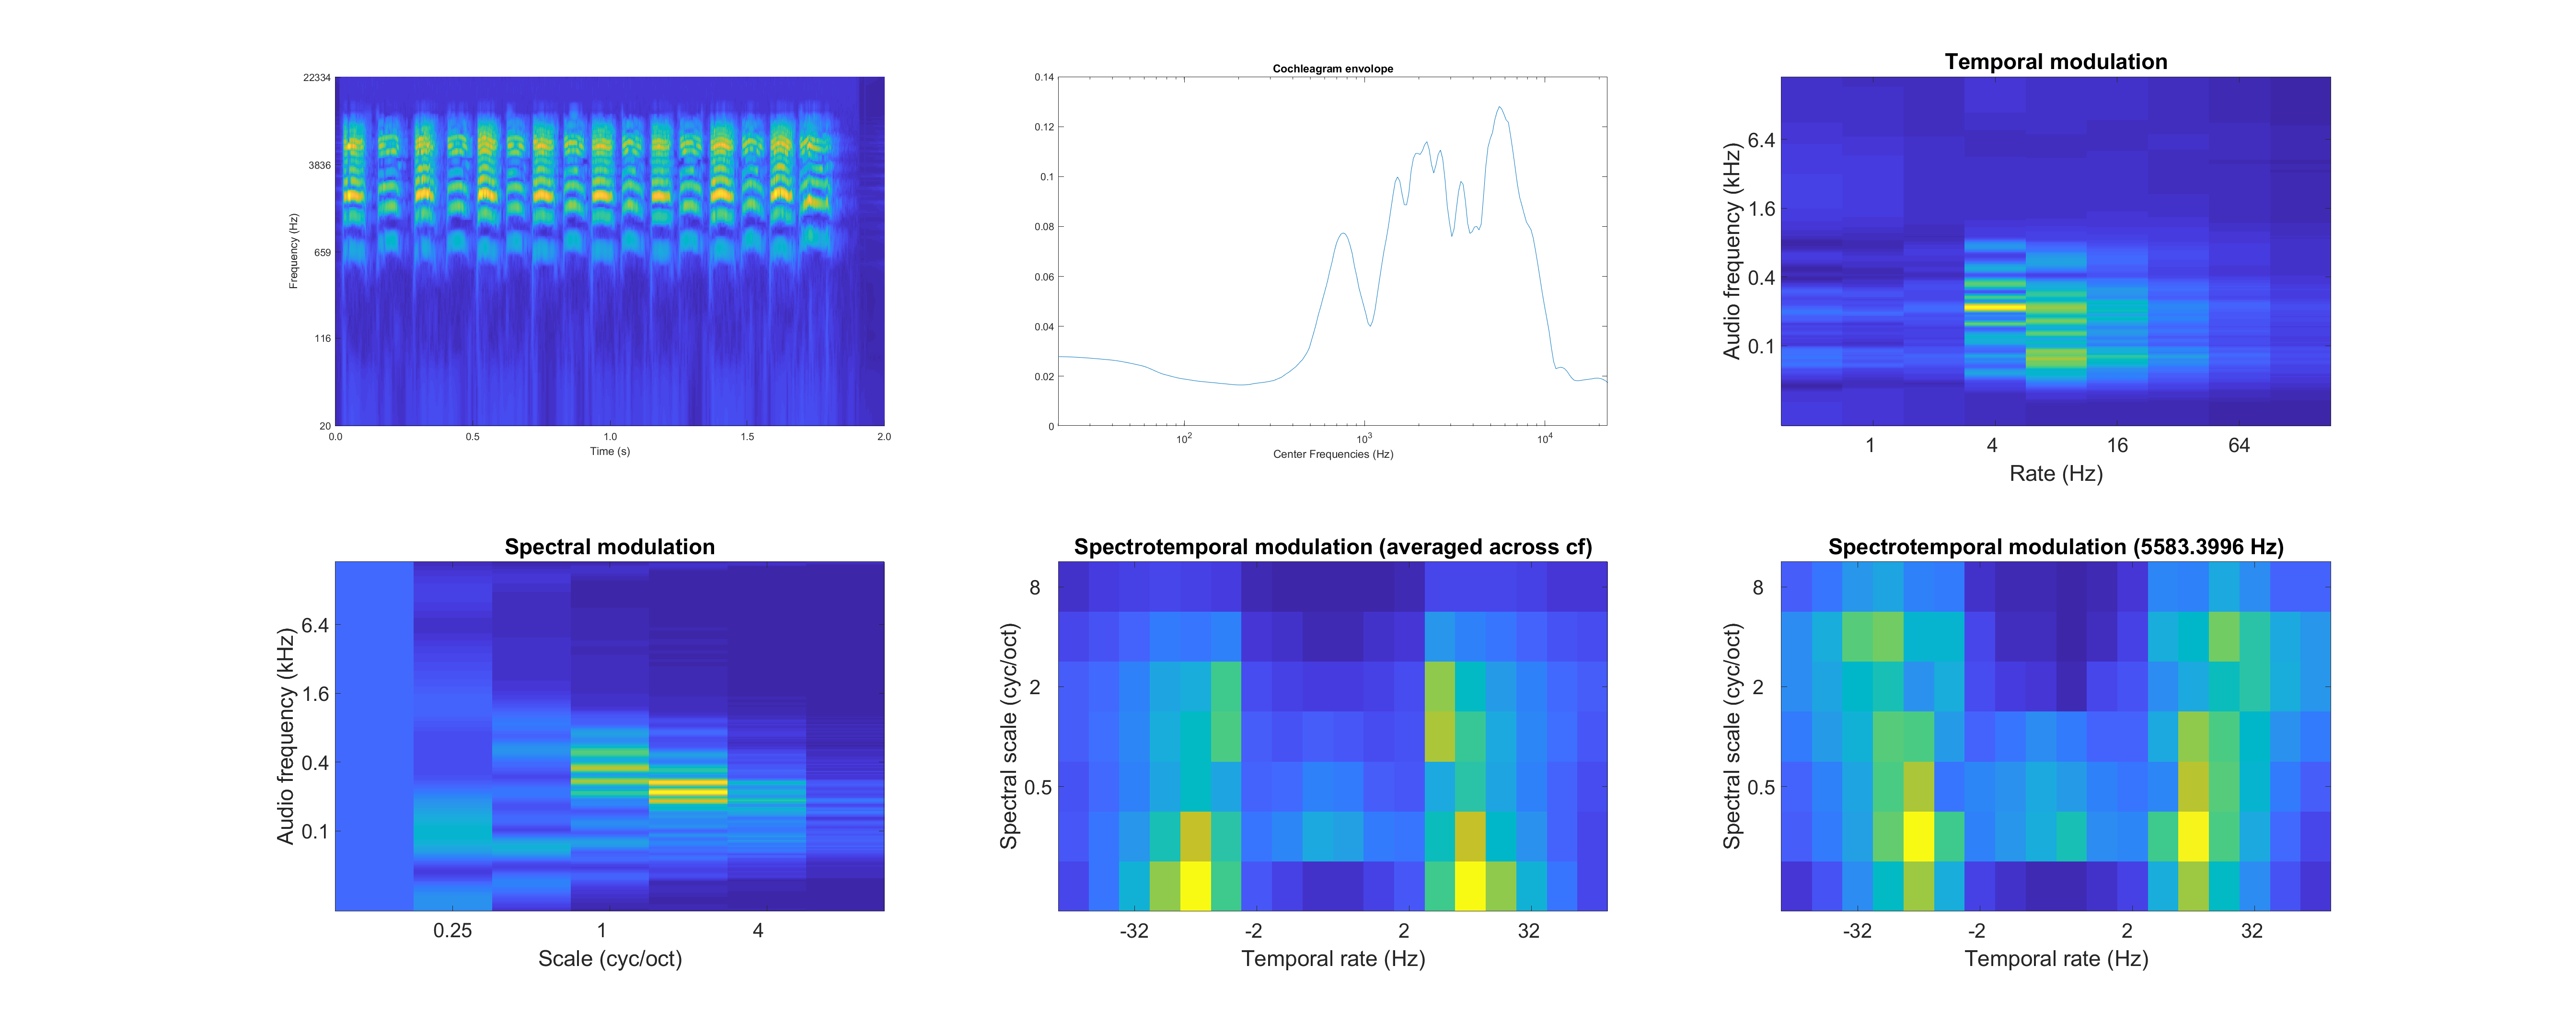 22334
3836
659
116
20
0.0 0.5 1.0 1.5 2.0
Frequency (Hz)
Time (s)
Cochleagram envolope
0.14
0.12
0.1
0.08
0.06
0.04
0.02
0
10^2 10^3 10^4
Center Frequencies (Hz)
Temporal modulation
6.4
1.6
0.4
0.1
Audio frequency (kHz)
1 4 16 64
Rate (Hz)
Spectral modulation
6.4
1.6
0.4
0.1
Audio frequency (kHz)
0.25 1 4
Scale (cyc/oct)
Spectrotemporal modulation (averaged across cf)
8
2
0.5
Spectral scale (cyc/oct)
-32 -2 2 32
Temporal rate (Hz)
Spectrotemporal modulation (5583.3996 Hz)
8
2
0.5
Spectral scale (cyc/oct)
-32 -2 2 32
Temporal rate (Hz)